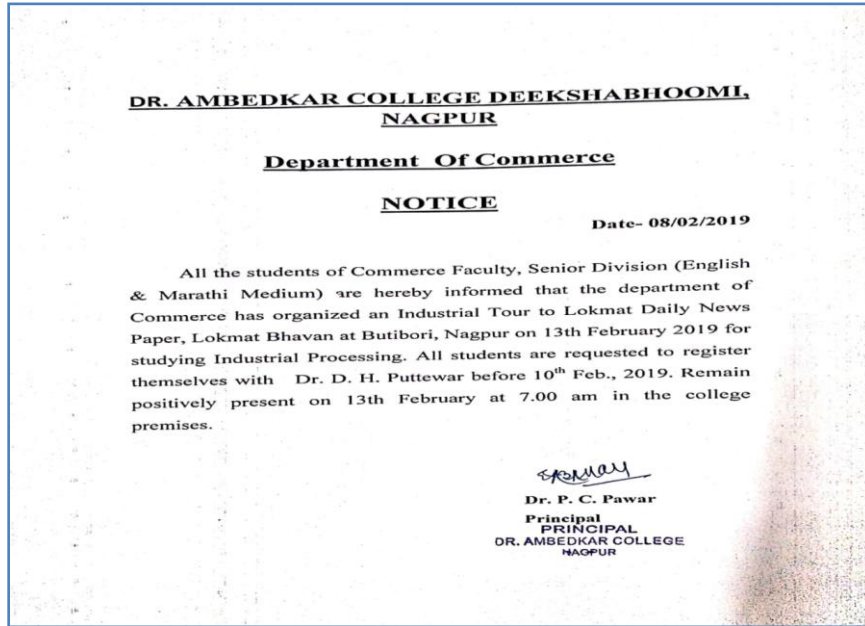 DR. AMBEDKAR COLLEGE DEEKSHABHOOMI,
NAGPUR
Department Of Commerce
NOTICE
Date- 08/02/2019
All the students of Commerce Faculty, Senior Division (English
& Marathi Medium) are hereby informed that the department of
Commerce has organized an Industrial Tour to Lokmat Daily News
Paper, Lokmat Bhavan at Butibori, Nagpur on 13th February 2019 for
studying Industrial Processing. All students are requested to register
themselves with Dr. D. H. Puttewar before 10th Feb., 2019. Remain
positively present on 13th February at 7.00 am in the college
premises.
Dr. P. C. Pawar
Principal
PRINCIPAL
DR. AMBEDKAR COLLEGE
NAGPUR